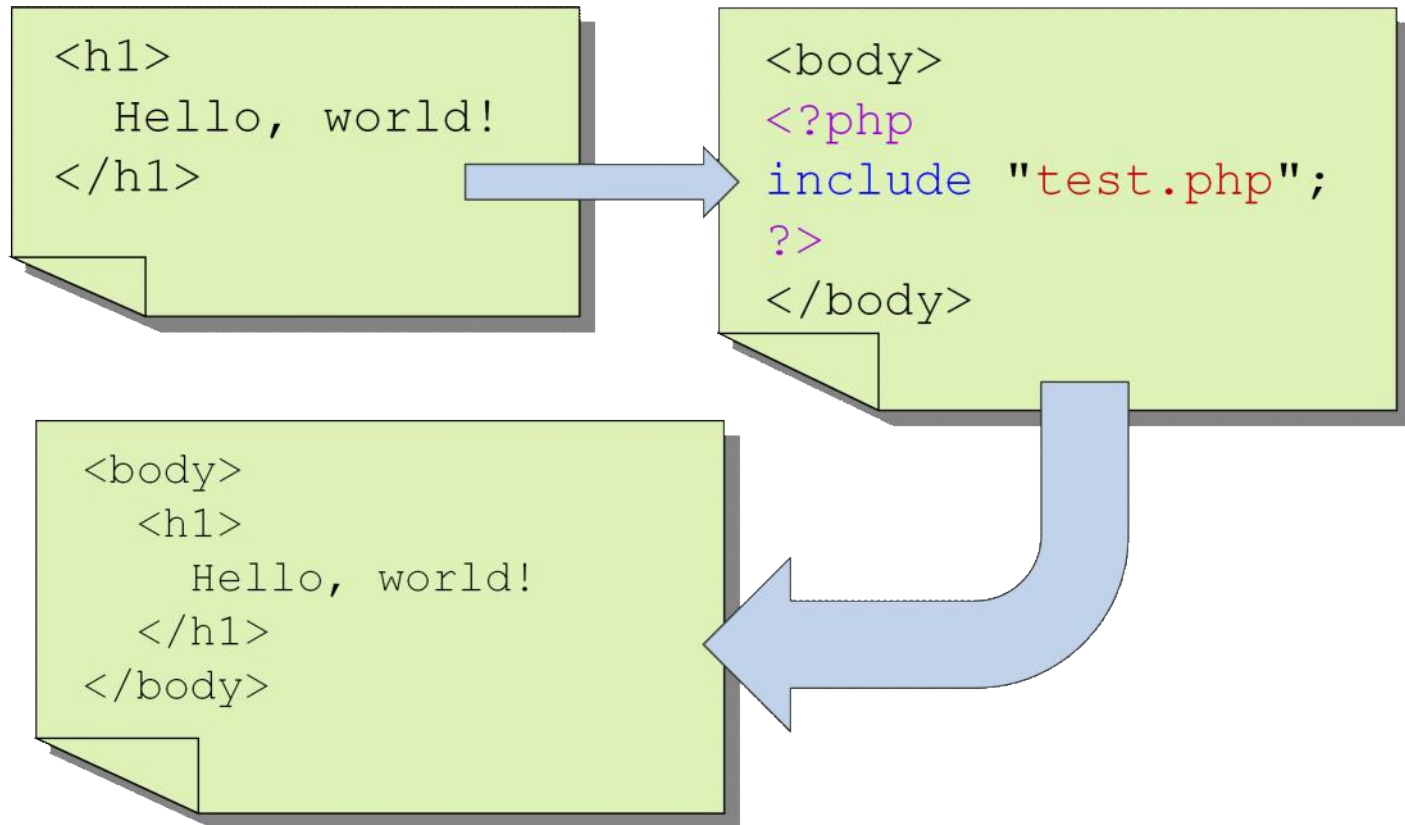 <h1>
  Hello, world!
</h1>
<body>
<?php
include "test.php";
?>
</body>
<body>
  <h1>
    Hello, world!
  </h1>
</body>